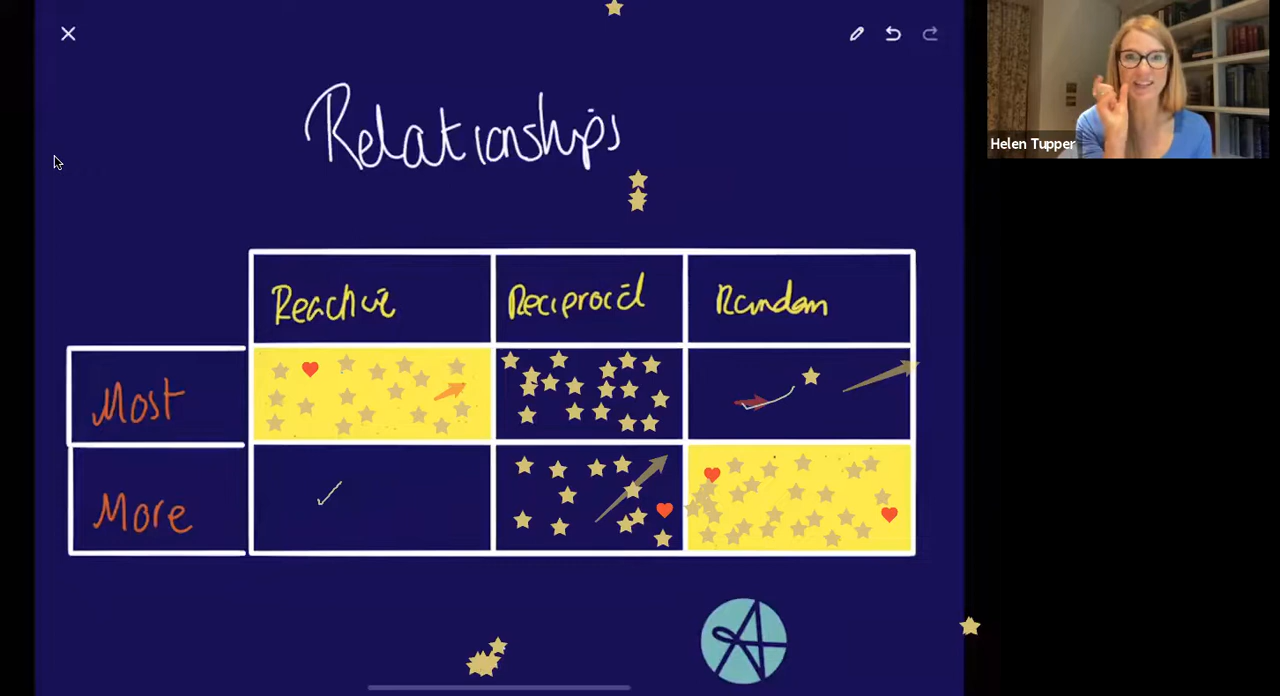 Relationships
Helen Tupper
Reactive
Reciprocal
Random
Most
More